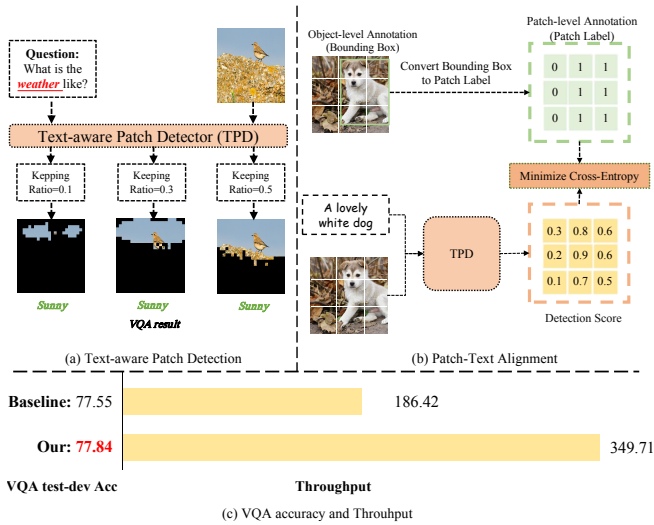 Question:
What is the
weather like?
Text-aware Patch Detector (TPD)
Kepping
Ratio=0.1
Keeping
Ratio=0.3
Keeping
Ratio=0.5
Sunny
Sunny
Sunny
VQA result
(a) Text-aware Patch Detection
Object-level Annotation
(Bounding Box)
Convert Bounding Box
to Patch Label
Patch-level Annotation
(Patch Label)
0 1 1
0 1 1
0 1 1
Minimize Cross-Entropy
A lovely
white dog
TPD
0.3 0.8 0.6
0.2 0.9 0.6
0.1 0.7 0.5
Detection Score
(b) Patch-Text Alignment
Baseline: 77.55
186.42
Our: 77.84
349.71
VQA test-dev Acc
Throughput
(c) VQA accuracy and Throuhput